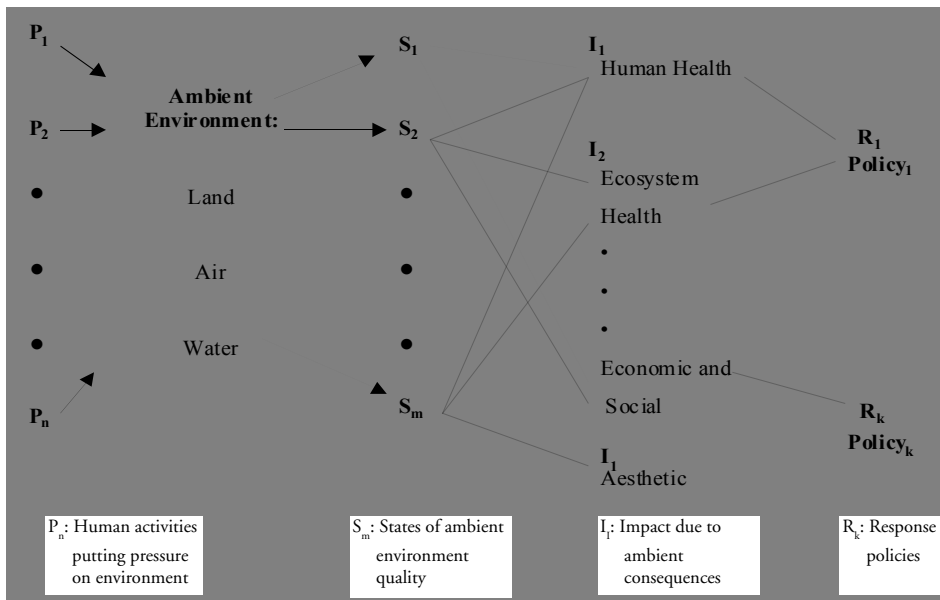 P1
P2
Pn
Ambient
Environment:
Land
Air
Water
S1
S2
Sm
I1
Human Health
I2
Ecosystem
Health
Economic and
Social
I1
Aesthetic
R1
Policy1
Rk
Policyk
Pn: Human activities
putting pressure
on environment
Sm: States of ambient
environment
quality
I1: Impact due to
ambient
consequences
Rk: Response
policies